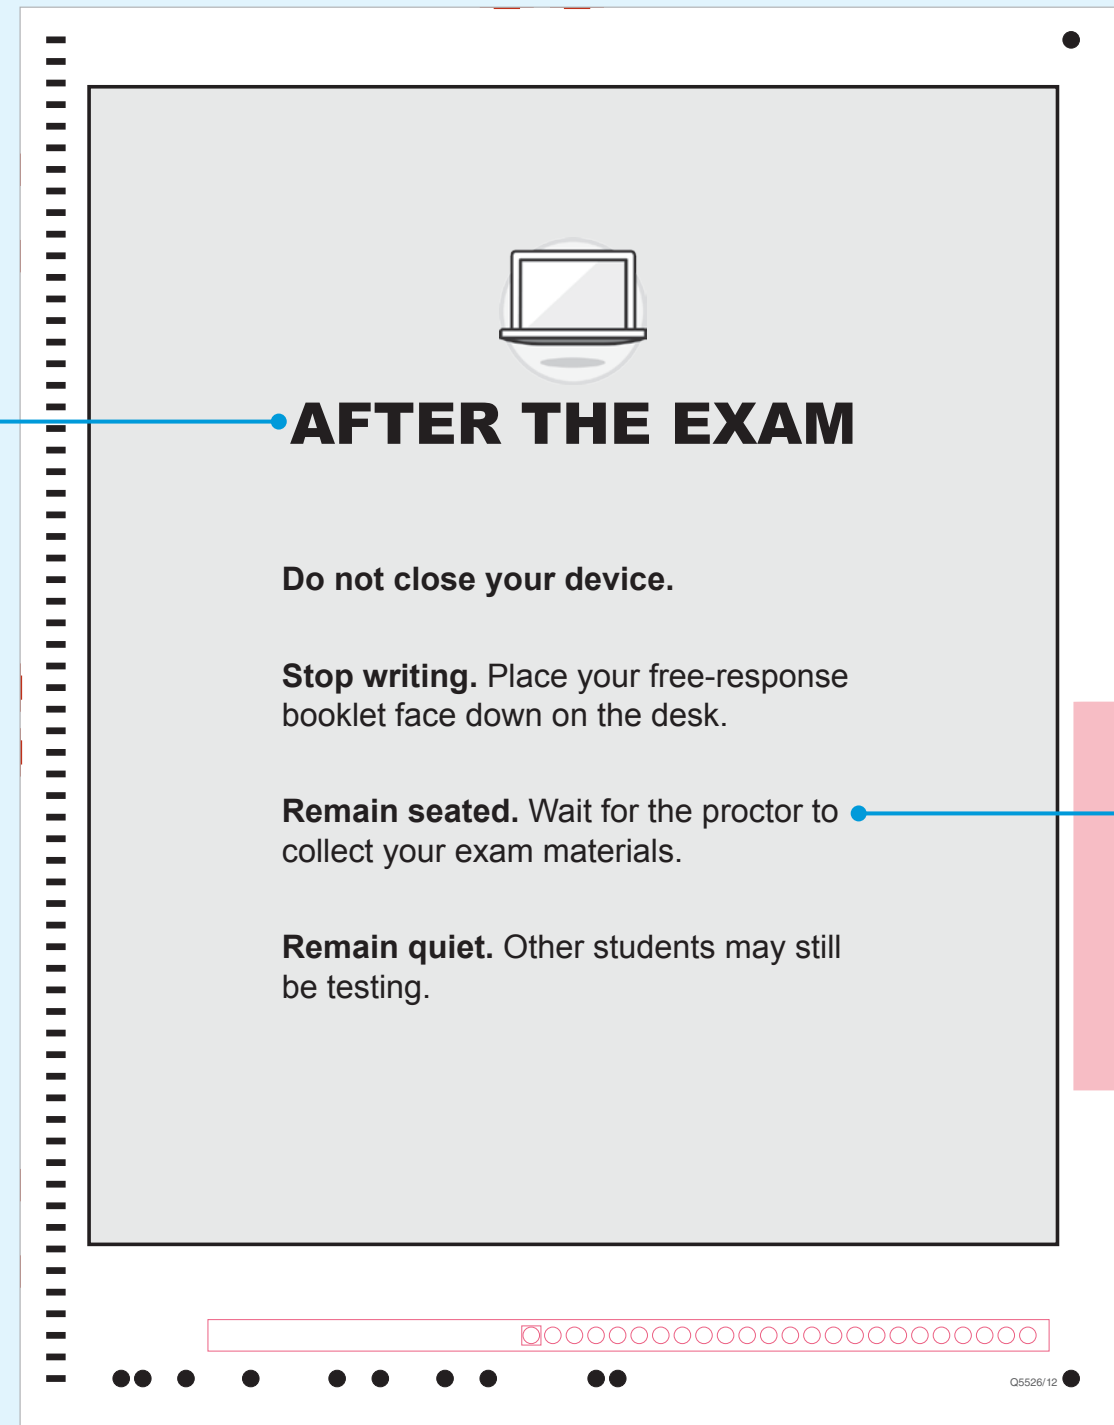 AFTER THE EXAM
Do not close your device.
Stop writing. Place your free-response
booklet face down on the desk.
Remain seated. Wait for the proctor to
collect your exam materials.
Remain quiet. Other students may still
be testing.
Q5526/12